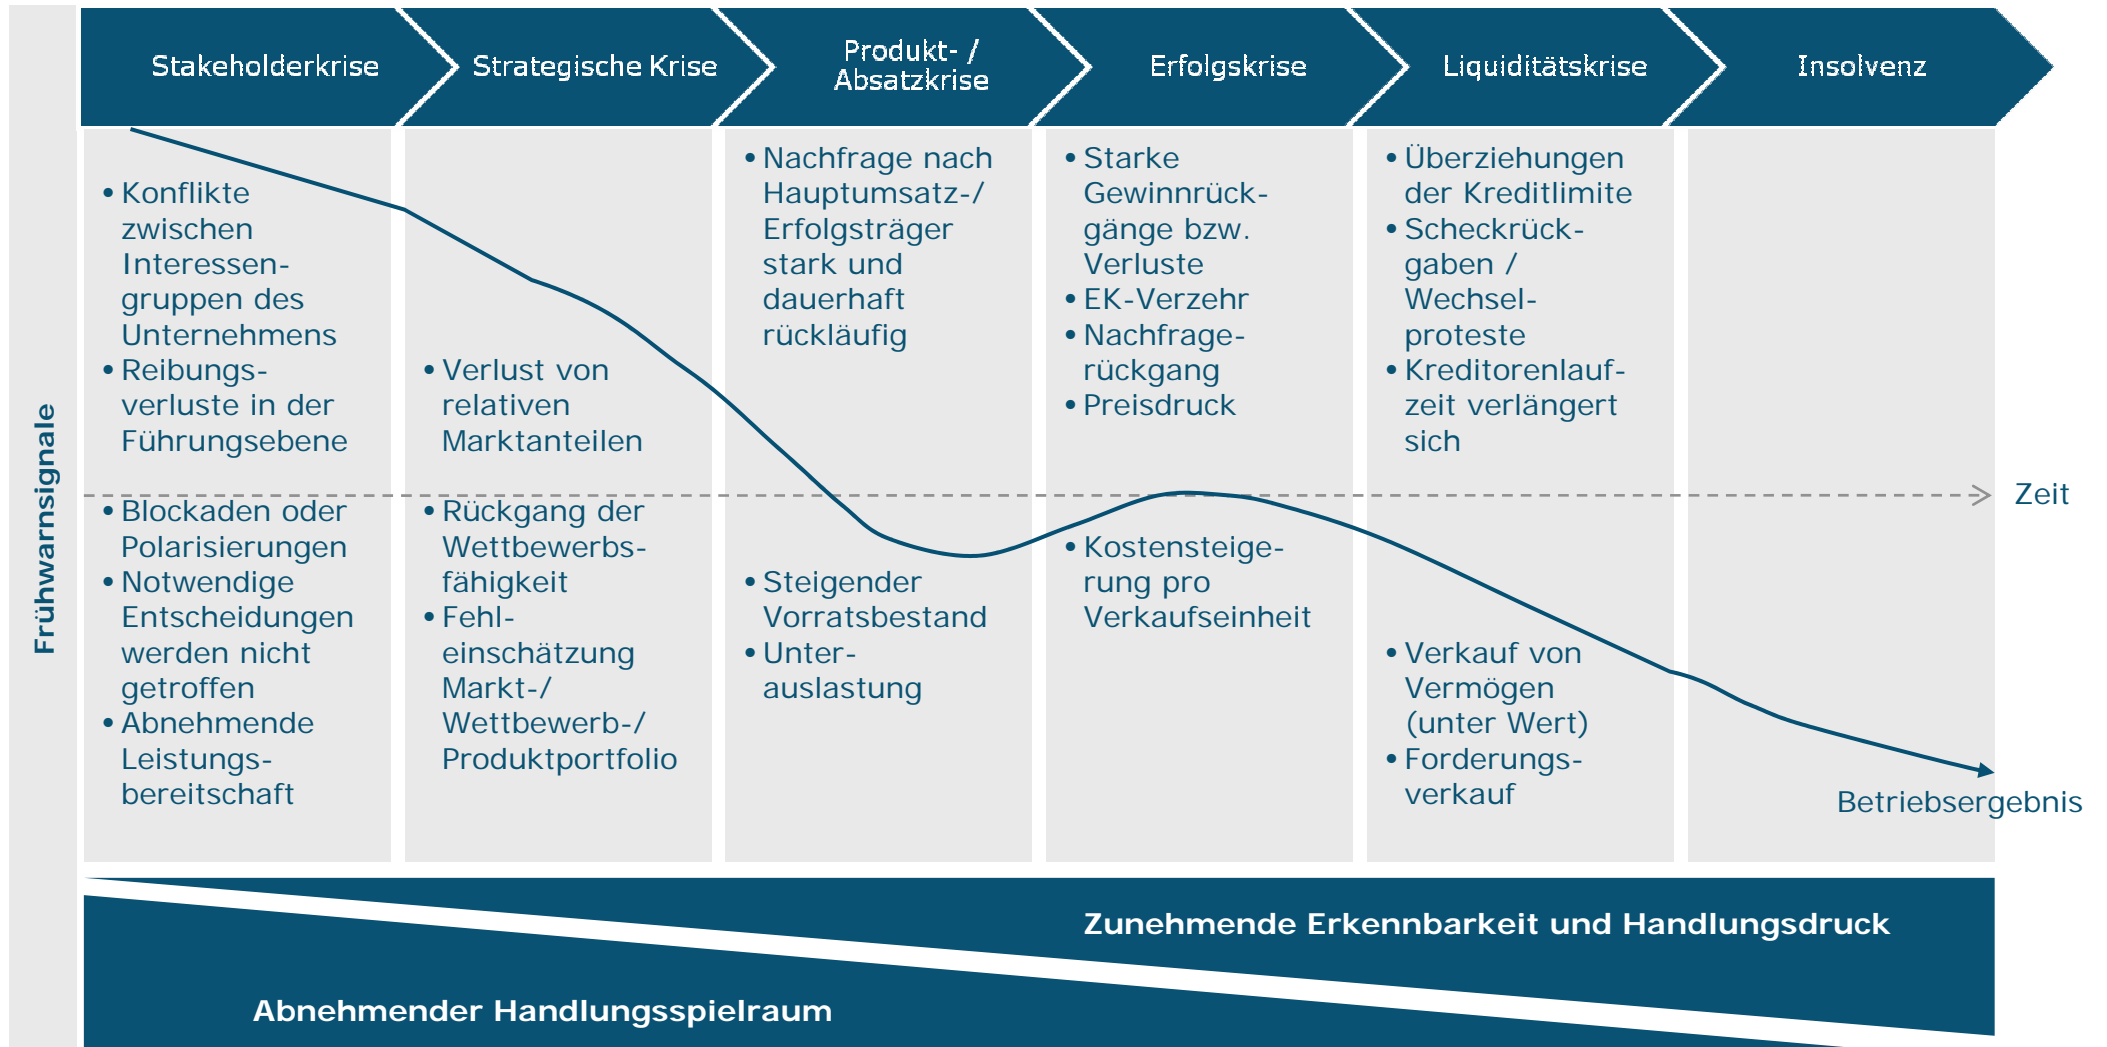 Stakeholderkrise
Strategische Krise
Produkt- /
Absatzkrise
Erfolgskrise
Liquiditätskrise
Insolvenz
Frühwarnsignale
• Konflikte
zwischen
Interessen-
gruppen des
Unternehmens
• Reibungs-
verluste in der
Führungsebene
• Blockaden oder
Polarisierungen
• Notwendige
Entscheidungen
werden nicht
getroffen
• Abnehmende
Leistungs-
bereitschaft
• Verlust von
relativen
Marktanteilen
• Rückgang der
Wettbewerbs-
fähigkeit
• Fehl-
einschätzung
Markt-/
Wettbewerb-/
Produktportfolio
• Nachfrage nach
Hauptumsatz-/
Erfolgsträger
stark und
dauerhaft
rückläufig
• Steigender
Vorratsbestand
• Unter-
auslastung
• Starke
Gewinnrück-
gänge bzw.
Verluste
• EK-Verzehr
• Nachfrage-
rückgang
• Preisdruck
• Kostensteige-
rung pro
Verkaufseinheit
• Überziehungen
der Kreditlimite
• Scheckrück-
gaben /
Wechsel-
proteste
• Kreditorenlauf-
zeit verlängert
sich
• Verkauf von
Vermögen
(unter Wert)
• Forderungs-
verkauf
Zeit
Betriebsergebnis
Zunehmende Erkennbarkeit und Handlungsdruck
Abnehmender Handlungsspielraum